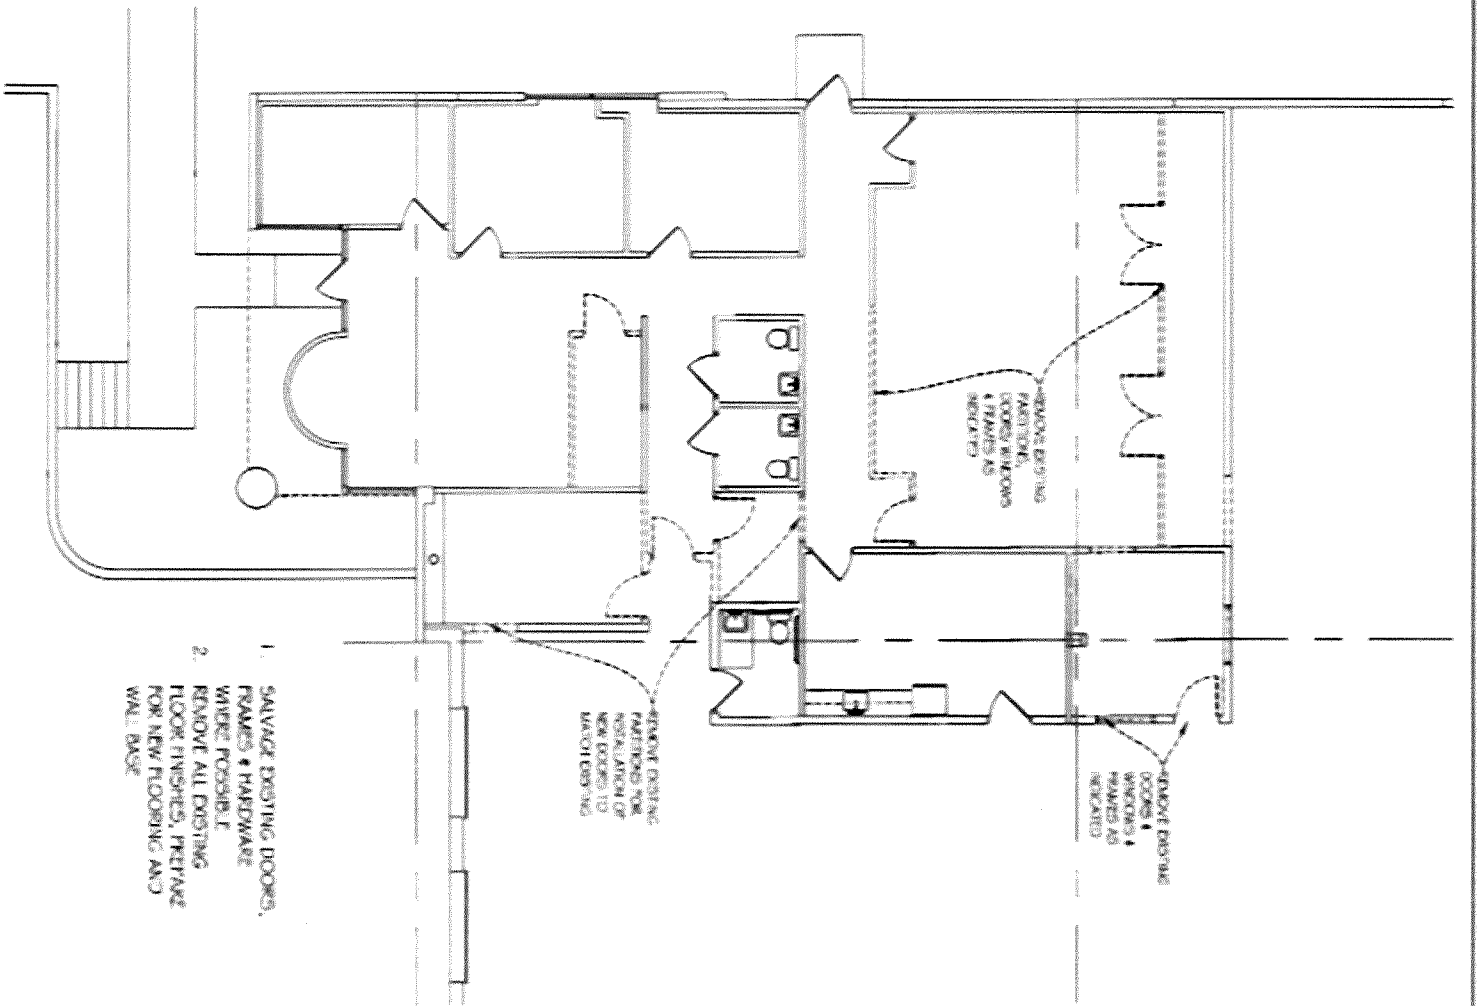 REMOVE EXISTING
PARTITIONS,
DOORS/WINDOWS
& FRAMES AS
INDICATED
REMOVE EXISTING
DOORS &
WINDOWS &
FRAMES AS
INDICATED
REMOVE EXISTING
PARTITIONS FOR
INSTALLATION OF
NEW DOORS TO
MATCH EXISTING
1. SALVAGE EXISTING DOORS,
FRAMES & HARDWARE
WHERE POSSIBLE
2. REMOVE ALL EXISTING
FLOOR FINISHES, PREPARE
FOR NEW FLOORING AND
WALL BASE